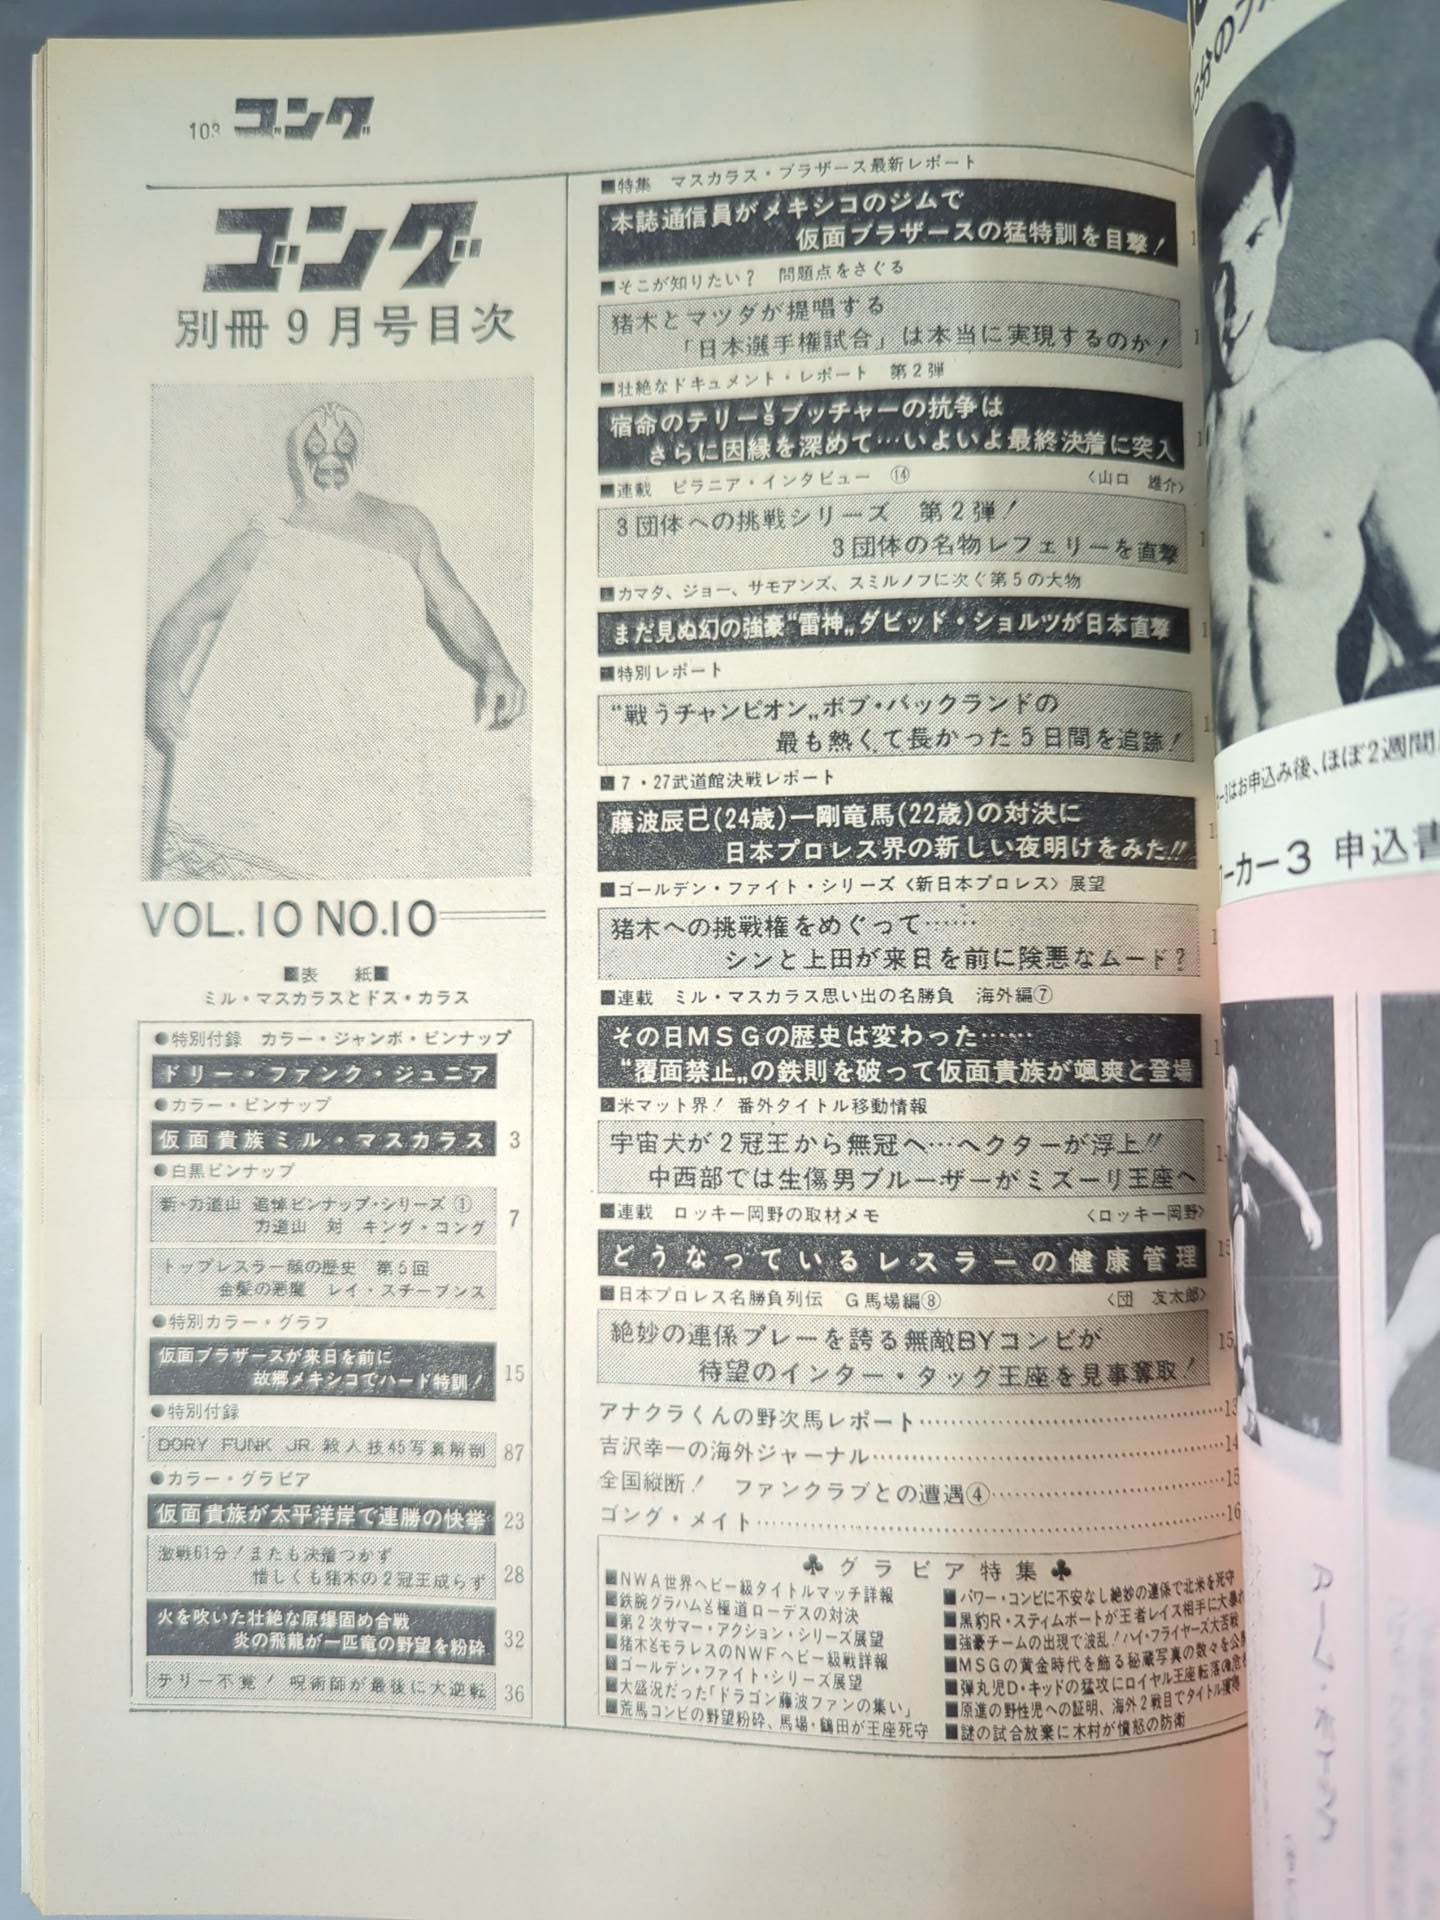 103 ゴング
ゴング
別冊9月号目次
VOL.10 NO.10
■表 紙■
ミル・マスカラスとドス・カラス
●特別付録 カラー・ジャンボ・ピンナップ
ドリー・ファンク・ジュニア
●カラー・ピンナップ
仮面貴族ミル・マスカラス 3
●白黒ピンナップ
新・力道山 追悼ピンナップ・シリーズ①
力道山 対 キング・コング 7
トップレスラー顔の歴史 第5回
金髪の悪魔 レイ・スチーブンス
●特別カラー・グラフ
仮面ブラザースが来日を前に
故郷メキシコでハード特訓! 15
●特別付録
DORY FUNK JR.殺人技45写真解剖 87
●カラー・グラビア
仮面貴族が太平洋岸で連勝の快挙 23
激戦61分!またも決着つかず
惜しくも猪木の2冠王成らず 28
火を吹いた壮絶な原爆固め合戦
炎の飛龍が一匹竜の野望を粉砕 32
テリー不覚! 呪術師が最後に大逆転 36
■特集 マスカラス・ブラザース最新レポート
本誌通信員がメキシコのジムで
仮面ブラザースの猛特訓を目撃!
■そこが知りたい? 問題点をさぐる
猪木とマツダが提唱する
「日本選手権試合」は本当に実現するのか!
■壮絶なドキュメント・レポート 第2弾
宿命のテリーvsブッチャーの抗争は
さらに因縁を深めて…いよいよ最終決着に突入
■連載 ピラニア・インタビュー ⑭ 〈山口 雄介〉
3団体への挑戦シリーズ 第2弾!
3団体の名物レフェリーを直撃
■カマタ、ジョー、サモアンズ、スミルノフに次ぐ第5の大物
まだ見ぬ幻の強豪“雷神„ダビッド・ショルツが日本直撃
■特別レポート
“戦うチャンピオン„ボブ・バックランドの
最も熱くて長かった5日間を追跡!
■7・27武道館決戦レポート
藤波辰巳(24歳)—剛竜馬(22歳)の対決に
日本プロレス界の新しい夜明けをみた!!
■ゴールデン・ファイト・シリーズ〈新日本プロレス〉展望
猪木への挑戦権をめぐって……
シンと上田が来日を前に険悪なムード?
■連載 ミル・マスカラス思い出の名勝負 海外編⑦
その日MSGの歴史は変わった……
“覆面禁止„の鉄則を破って仮面貴族が颯爽と登場
■米マット界! 番外タイトル移動情報
宇宙犬が2冠王から無冠へ…ヘクターが浮上!!
中西部では生傷男ブルーザーがミズーリ王座へ
■連載 ロッキー岡野の取材メモ 〈ロッキー岡野〉
どうなっているレスラーの健康管理
■日本プロレス名勝負列伝 G馬場編⑧ 〈団 友太郎〉
絶妙の連係プレーを誇る無敵BYコンビが
待望のインター・タッグ王座を見事奪取!
アナクラくんの野次馬レポート
吉沢幸一の海外ジャーナル
全国縦断! ファンクラブとの遭遇④
ゴング・メイト
♣グラビア特集♣
■NWA世界ヘビー級タイトルマッチ詳報
■鉄腕グラハムvs極道ローデスの対決
■第2次サマー・アクション・シリーズ展望
■猪木vsモラレスのNWFヘビー級戦詳報
■ゴールデン・ファイト・シリーズ展望
■大盛況だった「ドラゴン藤波ファンの集い」
■荒馬コンビの野望粉砕、馬場・鶴田が王座死守
■パワー・コンビに不安なし絶妙の連係で北米を死守
■黒豹R・スティムボートが王者レイス相手に大暴れ
■強豪チームの出現で波乱!ハイ・フライヤーズ大苦戦
■MSGの黄金時代を飾る秘蔵写真の数々を公
■弾丸児D・キッドの猛攻にロイヤル王座転落の危
■原進の野性児への証明、海外2戦目でタイトル獲得
■謎の試合放棄に木村が憤怒の防衛
5分のフ
はお申込み後、ほぼ2週間
ーカー3 申込書